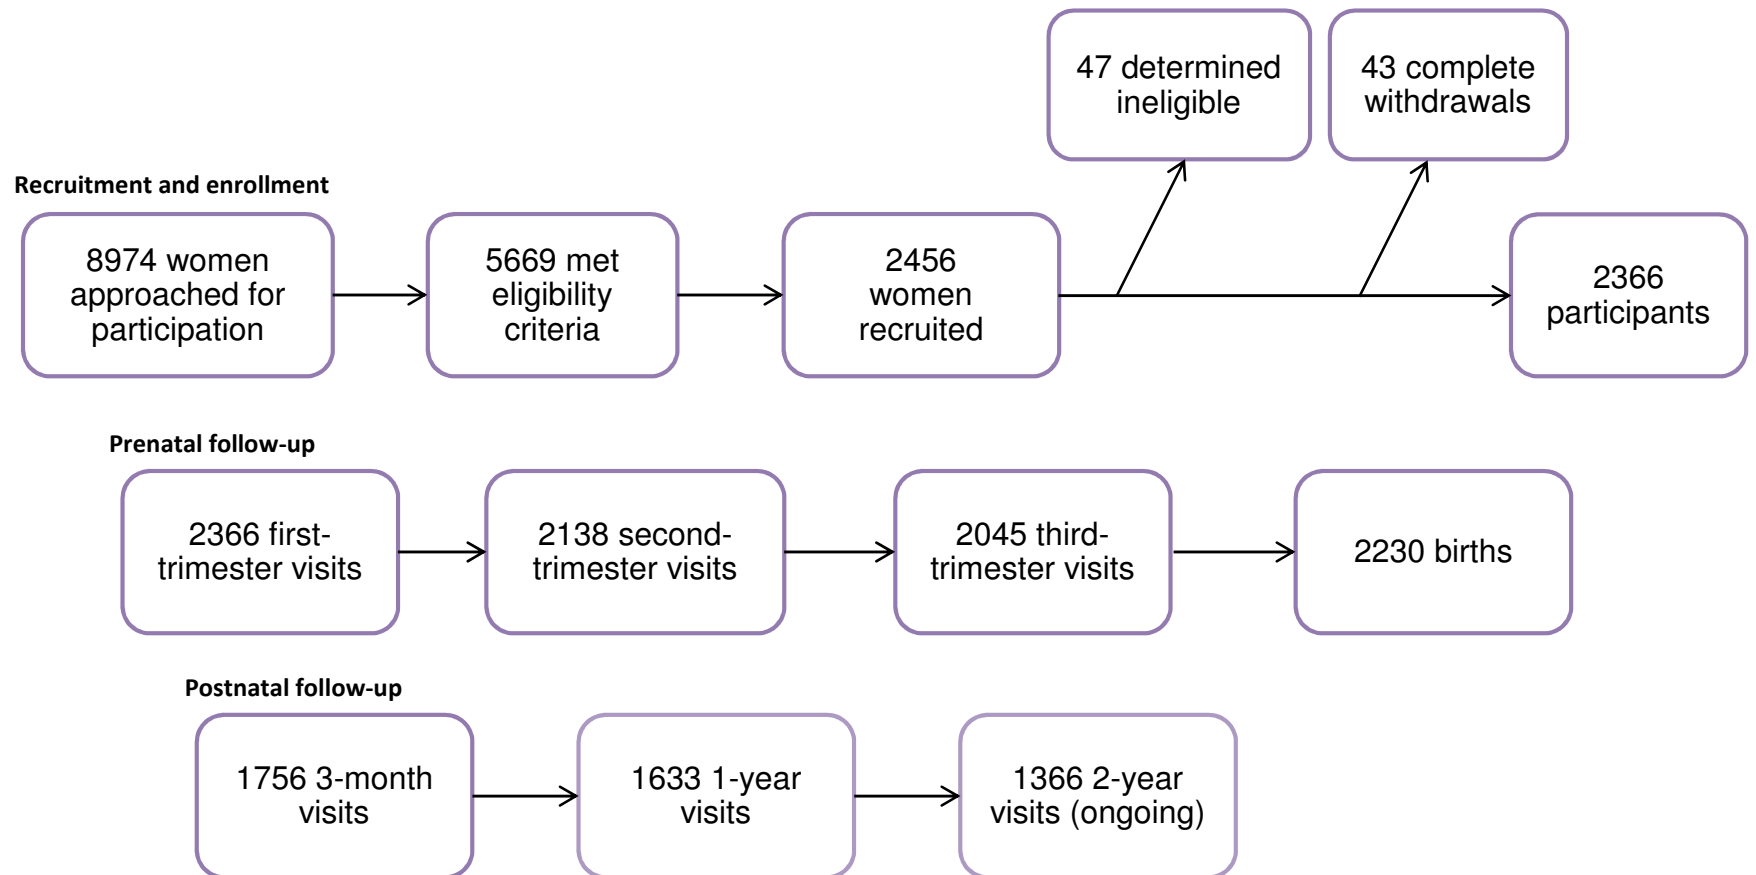 47 determined
ineligible
43 complete
withdrawals
Recruitment and enrollment
8974 women
approached for
participation
5669 met
eligibility
criteria
2456
women
recruited
2366
participants
Prenatal follow-up
2366 first-
trimester visits
2138 second-
trimester visits
2045 third-
trimester visits
2230 births
Postnatal follow-up
1756 3-month
visits
1633 1-year
visits
1366 2-year
visits (ongoing)